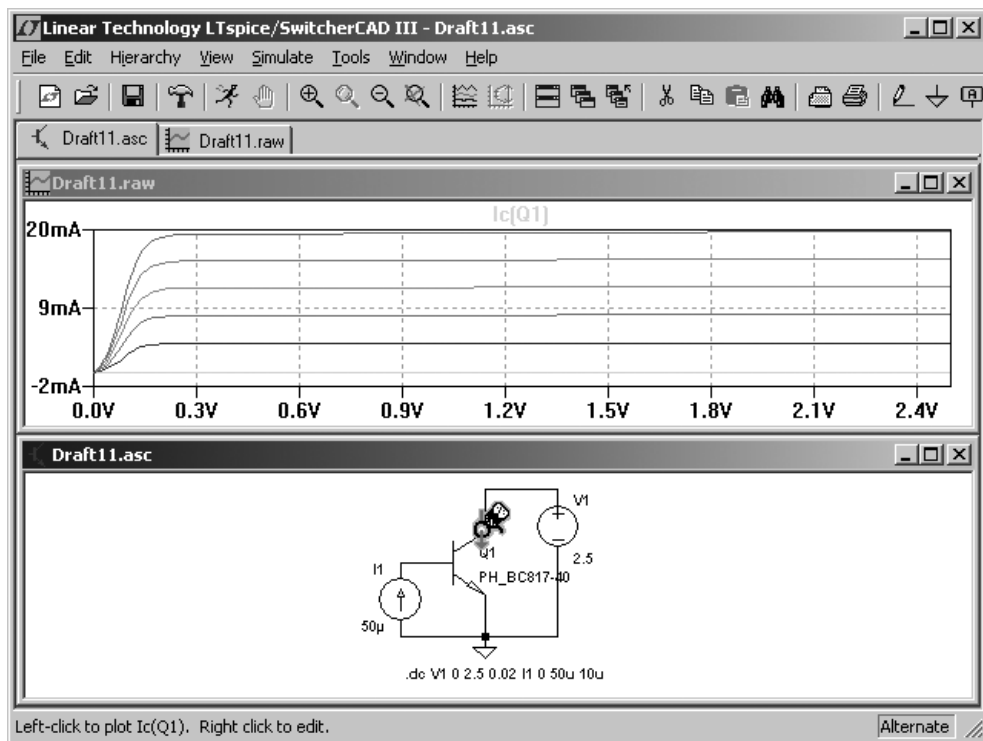 Linear Technology LTspice/SwitcherCAD III - Draft11.asc
File Edit Hierarchy View Simulate Tools Window Help
Draft11.asc Draft11.raw
Draft11.raw
Ic(Q1)
20mA
9mA
-2mA
0.0V 0.3V 0.6V 0.9V 1.2V 1.5V 1.8V 2.1V 2.4V
Draft11.asc
V1
Q1
2.5
I1
PH_BC817-40
50µ
.dc V1 0 2.5 0.02 I1 0 50u 10u
Left-click to plot Ic(Q1). Right click to edit.
Alternate